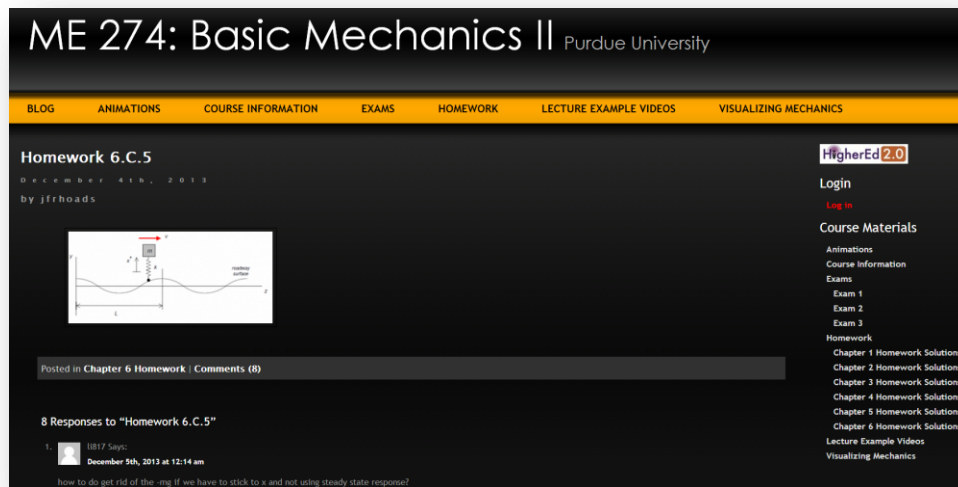 ME 274: Basic Mechanics II Purdue University
BLOG ANIMATIONS COURSE INFORMATION EXAMS HOMEWORK LECTURE EXAMPLE VIDEOS VISUALIZING MECHANICS
Homework 6.C.5
December 4th, 2013
by jfrhoads
v
m
y
k
roadway
surface
z
L
Posted in Chapter 6 Homework | Comments (8)
8 Responses to “Homework 6.C.5”
1. li817 Says:
December 5th, 2013 at 12:14 am
how to do get rid of the -mg if we have to stick to x and not using steady state response?
HigherEd 2.0
Login
Log in
Course Materials
Animations
Course Information
Exams
Exam 1
Exam 2
Exam 3
Homework
Chapter 1 Homework Solution
Chapter 2 Homework Solution
Chapter 3 Homework Solution
Chapter 4 Homework Solution
Chapter 5 Homework Solution
Chapter 6 Homework Solution
Lecture Example Videos
Visualizing Mechanics